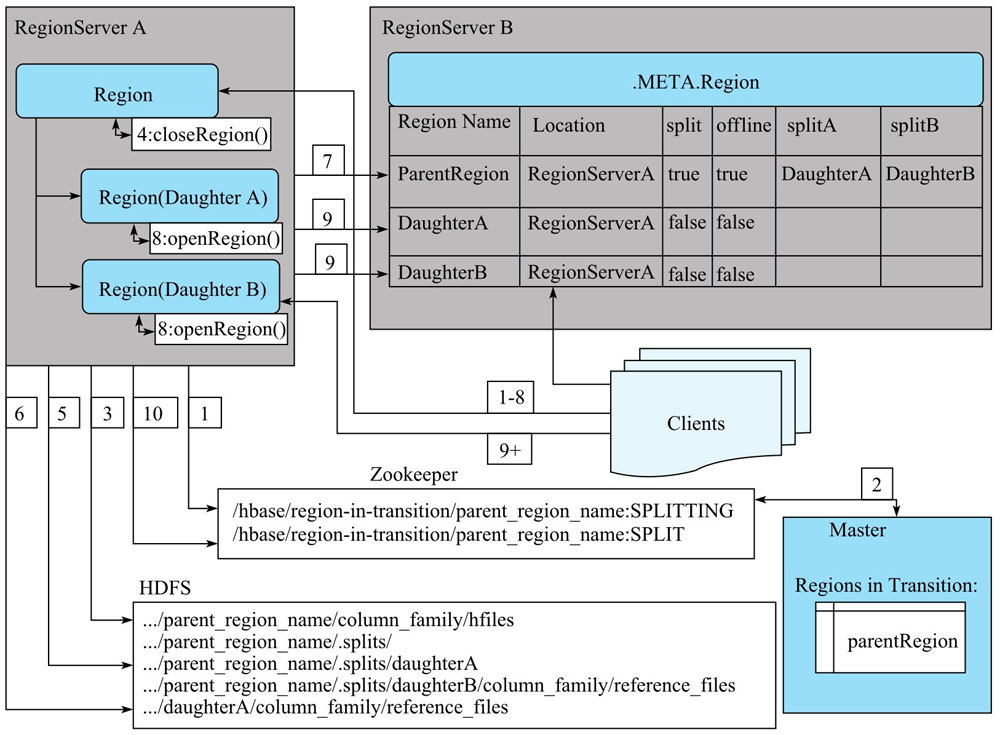 RegionServer A
Region
4:closeRegion()
Region(Daughter A)
8:openRegion()
Region(Daughter B)
8:openRegion()
7
9
9
RegionServer B
.META.Region
Region Name Location split offline splitA splitB
ParentRegion RegionServerA true true DaughterA DaughterB
DaughterA RegionServerA false false
DaughterB RegionServerA false false
6 5 3 10 1
1-8
9+
Clients
Zookeeper
/hbase/region-in-transition/parent_region_name:SPLITTING
/hbase/region-in-transition/parent_region_name:SPLIT
2
Master
Regions in Transition:
parentRegion
HDFS
.../parent_region_name/column_family/hfiles
.../parent_region_name/.splits/
.../parent_region_name/.splits/daughterA
.../parent_region_name/.splits/daughterB/column_family/reference_files
.../daughterA/column_family/reference_files